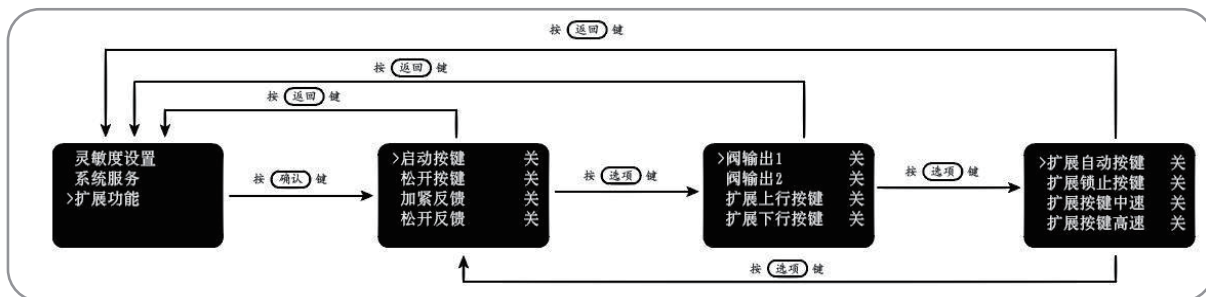 按 返回 键
按 返回 键
按 返回 键
灵敏度设置
系统服务
>扩展功能
按 确认 键
>启动按键 关
松开按键 关
加紧反馈 关
松开反馈 关
按 选项 键
>阀输出1 关
阀输出2 关
扩展上行按键 关
扩展下行按键 关
按 选项 键
>扩展自动按键 关
扩展锁止按键 关
扩展按键中速 关
扩展按键高速 关
按 选项 键